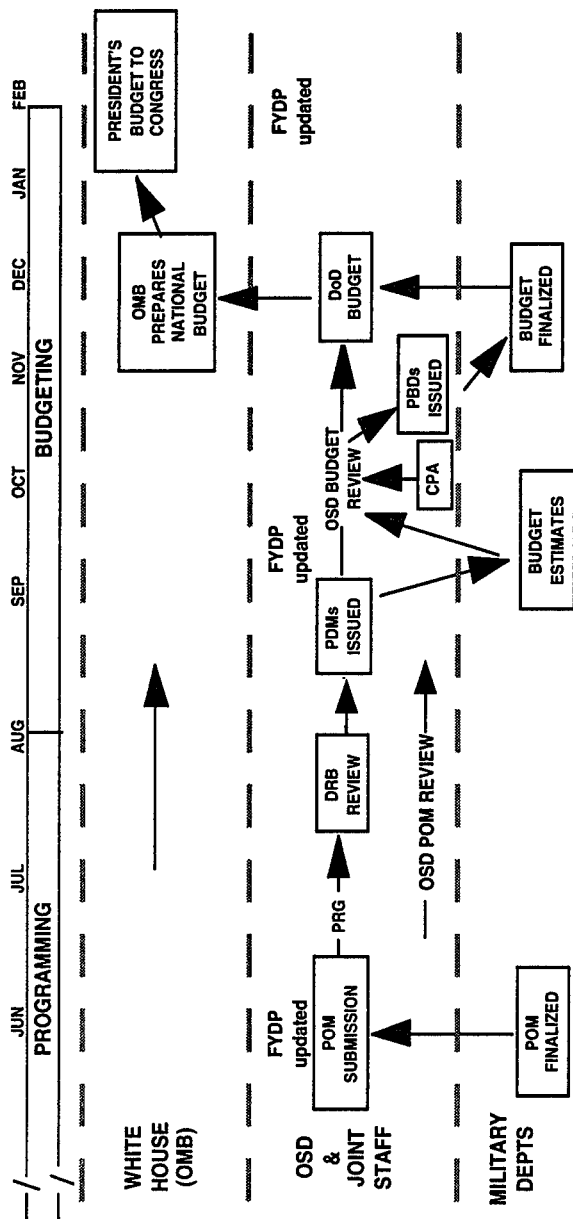 JUN
JUL
AUG
SEP
OCT
NOV
DEC
JAN
FEB
PROGRAMMING
BUDGETING
WHITE
HOUSE
(OMB)
OMB
PREPARES
NATIONAL
BUDGET
PRESIDENT'S
BUDGET TO
CONGRESS
OSD
&
JOINT
STAFF
FYDP
updated
POM
SUBMISSION
PRG
DRB
REVIEW
OSD POM REVIEW
PDMs
ISSUED
FYDP
updated
OSD BUDGET
REVIEW
CPA
PBDs
ISSUED
DoD
BUDGET
FYDP
updated
MILITARY
DEPTS
POM
FINALIZED
BUDGET
ESTIMATES
BUDGET
FINALIZED